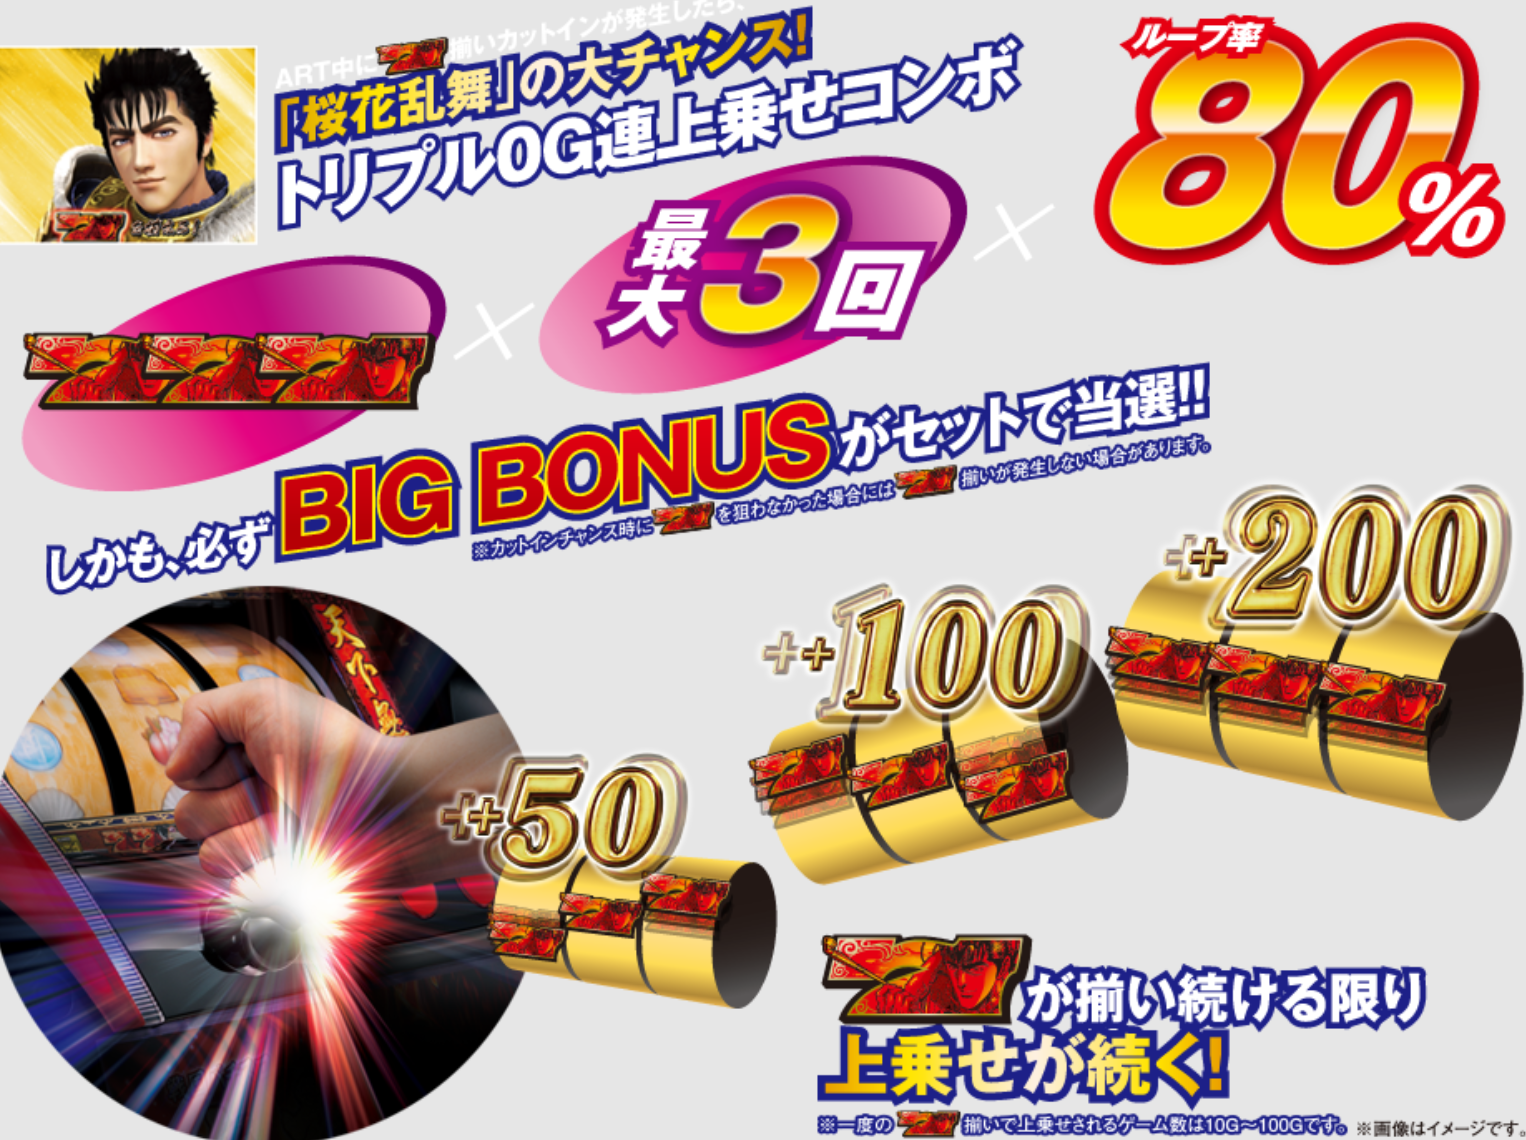 ART中に7揃いカットインが発生したら、
「桜花乱舞」の大チャンス!
トリプル0G連上乗せコンボ
ループ率
80%
777
×
最大3回
×
しかも、必ずBIG BONUSがセットで当選!!
※カットインチャンス時に7を狙わなかった場合には7揃いが発生しない場合があります。
天下
++50
++100
++200
7が揃い続ける限り
上乗せが続く!
※一度の7揃いで上乗せされるゲーム数は10G～100Gです。
※画像はイメージです。